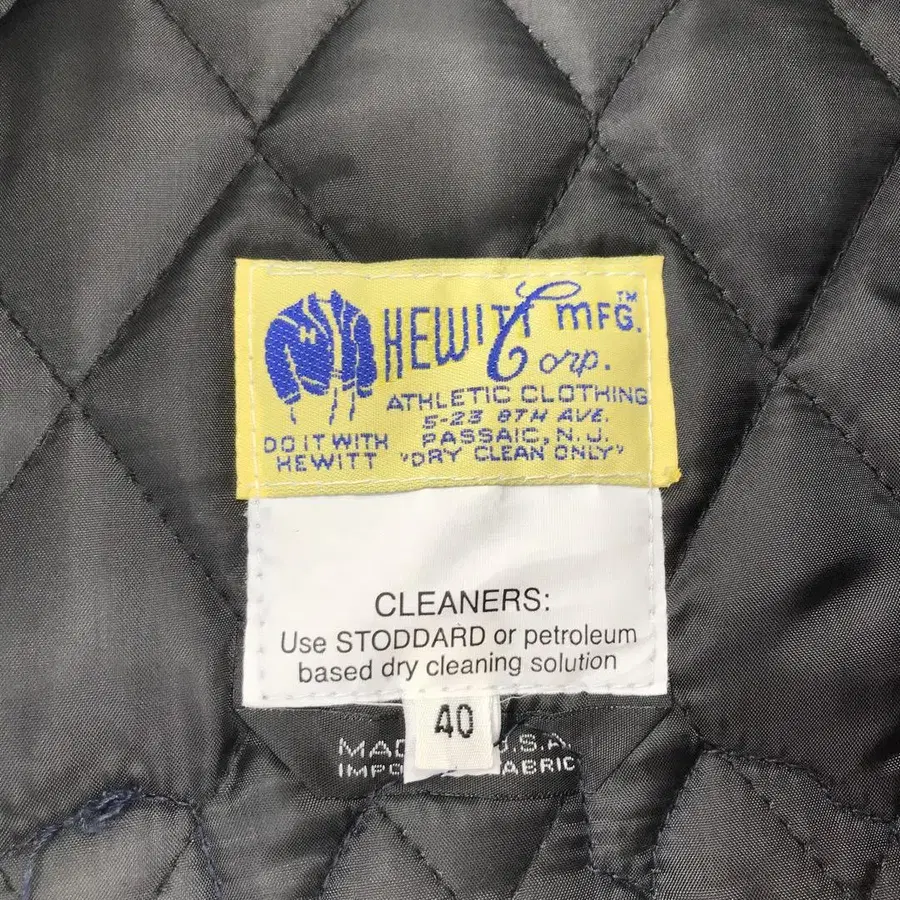 H
HEWITT MFG.™
Corp.
ATHLETIC CLOTHING
5-23 8TH AVE.
DO IT WITH PASSAIC, N.J.
HEWITT "DRY CLEAN ONLY"
CLEANERS:
Use STODDARD or petroleum
based dry cleaning solution
40